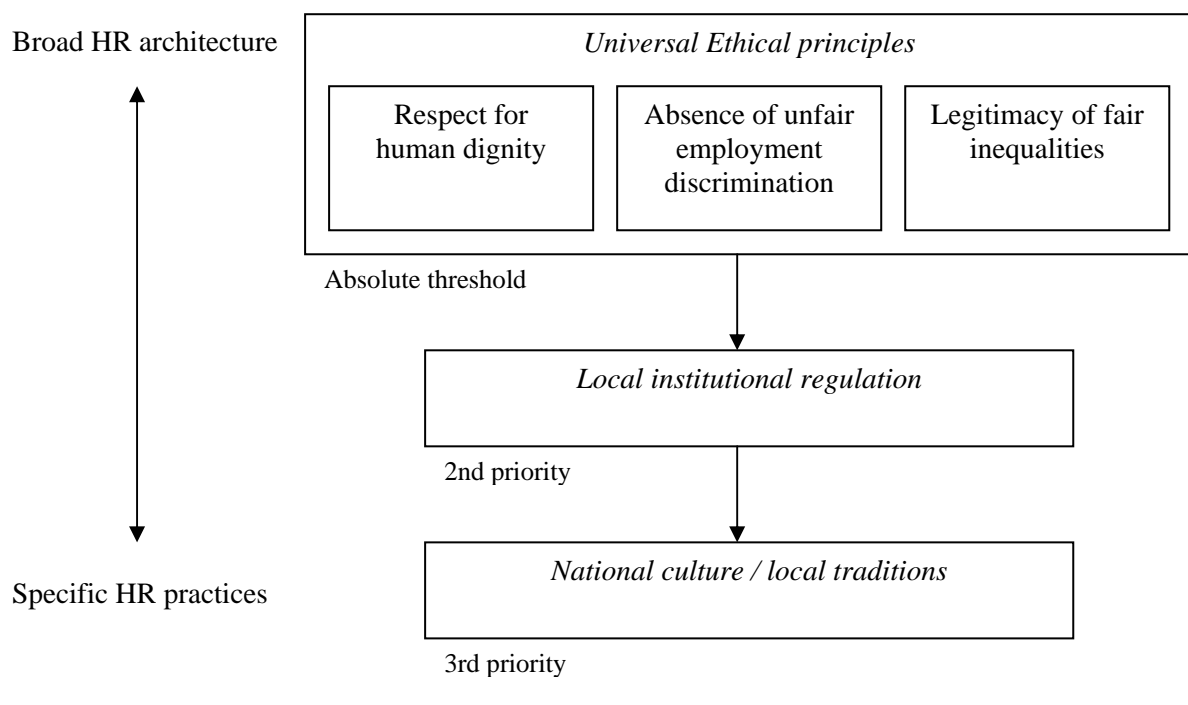 Broad HR architecture
Universal Ethical principles
Respect for
human dignity
Absence of unfair
employment
discrimination
Legitimacy of fair
inequalities
Absolute threshold
Local institutional regulation
2nd priority
National culture / local traditions
Specific HR practices
3rd priority